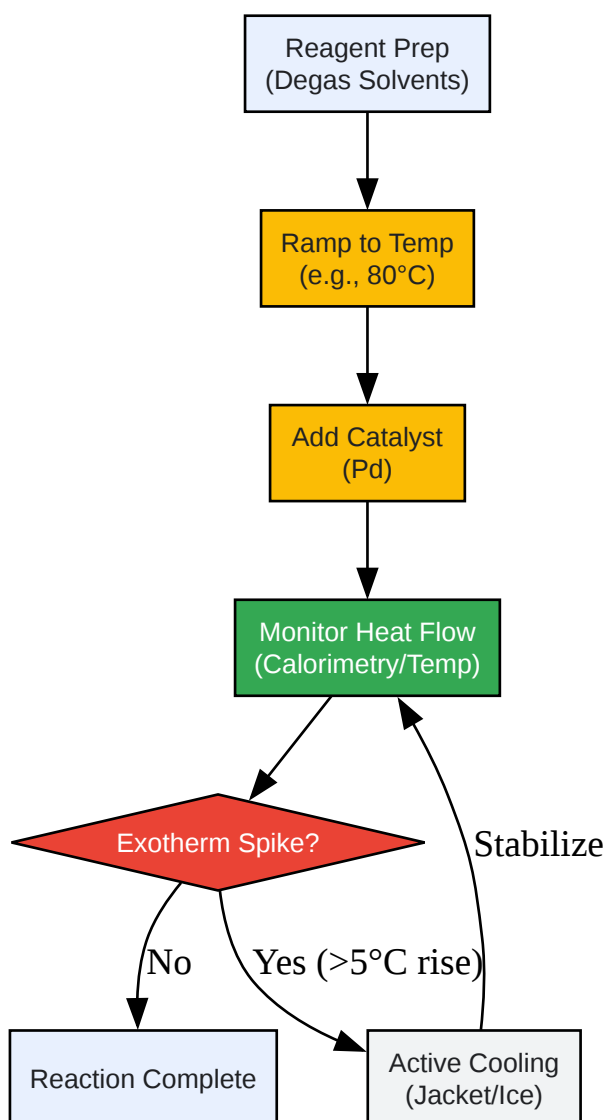 Reagent Prep
(Degas Solvents)
Ramp to Temp
(e.g., 80°C)
Add Catalyst
(Pd)
Monitor Heat Flow
(Calorimetry/Temp)
Exotherm Spike?
Stabilize
No
Yes (>5°C rise)
Reaction Complete
Active Cooling
(Jacket/Ice)